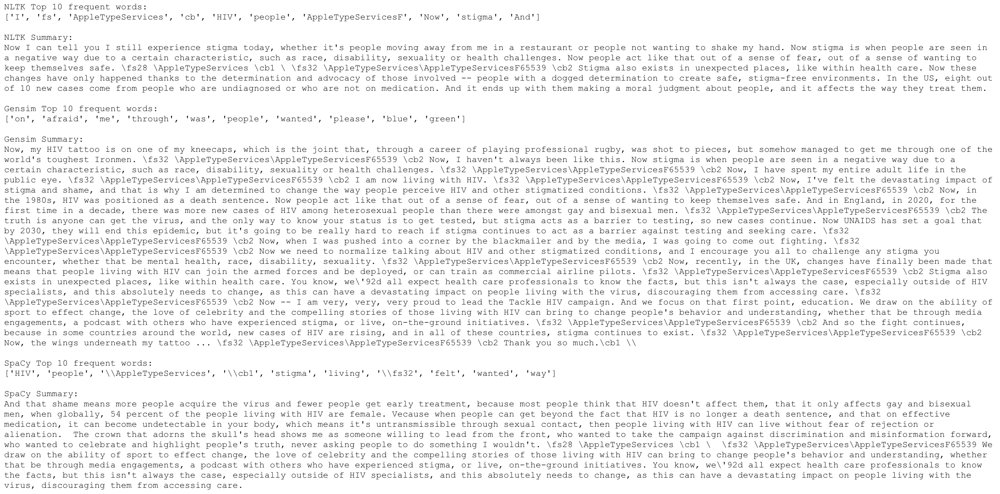 NLTK Top 10 frequent words:
['I', 'fs', 'AppleTypeServices', 'cb', 'HIV', 'people', 'AppleTypeServicesF', 'Now', 'stigma', 'And']
NLTK Summary:
Now I can tell you I still experience stigma today, whether it's people moving away from me in a restaurant or people not wanting to shake my hand. Now stigma is when people are seen in
a negative way due to a certain characteristic, such as race, disability, sexuality or health challenges. Now people act like that out of a sense of fear, out of a sense of wanting to
keep themselves safe. \fs28 \AppleTypeServices \cb1 \ \fs32 \AppleTypeServices\AppleTypeServicesF65539 \cb2 Stigma also exists in unexpected places, like within health care. Now these
changes have only happened thanks to the determination and advocacy of those involved -- people with a dogged determination to create safe, stigma-free environments. In the US, eight out
of 10 new cases come from people who are undiagnosed or who are not on medication. And it ends up with them making a moral judgment about people, and it affects the way they treat them.
Gensim Top 10 frequent words:
['on', 'afraid', 'me', 'through', 'was', 'people', 'wanted', 'please', 'blue', 'green']
Gensim Summary:
Now, my HIV tattoo is on one of my kneecaps, which is the joint that, through a career of playing professional rugby, was shot to pieces, but somehow managed to get me through one of the
world's toughest Ironmen. \fs32 \AppleTypeServices\AppleTypeServicesF65539 \cb2 Now, I haven't always been like this. Now stigma is when people are seen in a negative way due to a
certain characteristic, such as race, disability, sexuality or health challenges. \fs32 \AppleTypeServices\AppleTypeServicesF65539 \cb2 Now, I have spent my entire adult life in the
public eye. \fs32 \AppleTypeServices\AppleTypeServicesF65539 \cb2 I am now living with HIV. \fs32 \AppleTypeServices\AppleTypeServicesF65539 \cb2 Now, I've felt the devastating impact of
stigma and shame, and that is why I am determined to change the way people perceive HIV and other stigmatized conditions. \fs32 \AppleTypeServices\AppleTypeServicesF65539 \cb2 Now, in
the 1980s, HIV was positioned as a death sentence. Now people act like that out of a sense of fear, out of a sense of wanting to keep themselves safe. And in England, in 2020, for the
first time in a decade, there was more new cases of HIV among heterosexual people than there were amongst gay and bisexual men. \fs32 \AppleTypeServices\AppleTypeServicesF65539 \cb2 The
truth is anyone can get the virus, and the only way to know your status is to get tested, but stigma acts as a barrier to testing, so new cases continue. Now UNAIDS has set a goal that
by 2030, they will end this epidemic, but it's going to be really hard to reach if stigma continues to act as a barrier against testing and seeking care. \fs32
\AppleTypeServices\AppleTypeServicesF65539 \cb2 Now, when I was pushed into a corner by the blackmailer and by the media, I was going to come out fighting. \fs32
\AppleTypeServices\AppleTypeServicesF65539 \cb2 Now we need to normalize talking about HIV and other stigmatized conditions, and I encourage you all to challenge any stigma you
encounter, whether that be mental health, race, disability, sexuality. \fs32 \AppleTypeServices\AppleTypeServicesF65539 \cb2 Now, recently, in the UK, changes have finally been made that
means that people living with HIV can join the armed forces and be deployed, or can train as commercial airline pilots. \fs32 \AppleTypeServices\AppleTypeServicesF65539 \cb2 Stigma also
exists in unexpected places, like within health care. You know, we\'92d all expect health care professionals to know the facts, but this isn't always the case, especially outside of HIV
specialists, and this absolutely needs to change, as this can have a devastating impact on people living with the virus, discouraging them from accessing care. \fs32
\AppleTypeServices\AppleTypeServicesF65539 \cb2 Now -- I am very, very, very proud to lead the Tackle HIV campaign. And we focus on that first point, education. We draw on the ability of
sport to effect change, the love of celebrity and the compelling stories of those living with HIV can bring to change people's behavior and understanding, whether that be through media
engagements, a podcast with others who have experienced stigma, or live, on-the-ground initiatives. \fs32 \AppleTypeServices\AppleTypeServicesF65539 \cb2 And so the fight continues,
because in some countries around the world, new cases of HIV are rising, and in all of these countries, stigma continues to exist. \fs32 \AppleTypeServices\AppleTypeServicesF65539 \cb2
Now, the wings underneath my tattoo ... \fs32 \AppleTypeServices\AppleTypeServicesF65539 \cb2 Thank you so much.\cb1 \\
SpaCy Top 10 frequent words:
['HIV', 'people', '\\AppleTypeServices', '\\cb1', 'stigma', 'living', '\\fs32', 'felt', 'wanted', 'way']
SpaCy Summary:
And that shame means more people acquire the virus and fewer people get early treatment, because most people think that HIV doesn't affect them, that it only affects gay and bisexual
men, when globally, 54 percent of the people living with HIV are female. Vecause when people can get beyond the fact that HIV is no longer a death sentence, and that on effective
medication, it can become undetectable in your body, which means it's untransmissible through sexual contact, then people living with HIV can live without fear of rejection or
alienation.  The crown that adorns the skull's head shows me as someone willing to lead from the front, who wanted to take the campaign against discrimination and misinformation forward,
who wanted to celebrate and highlight people's truth, never asking people to do something I wouldn't. \fs28 \AppleTypeServices \cb1 \  \fs32 \AppleTypeServices\AppleTypeServicesF65539 We
draw on the ability of sport to effect change, the love of celebrity and the compelling stories of those living with HIV can bring to change people's behavior and understanding, whether
that be through media engagements, a podcast with others who have experienced stigma, or live, on-the-ground initiatives. You know, we\'92d all expect health care professionals to know
the facts, but this isn't always the case, especially outside of HIV specialists, and this absolutely needs to change, as this can have a devastating impact on people living with the
virus, discouraging them from accessing care.